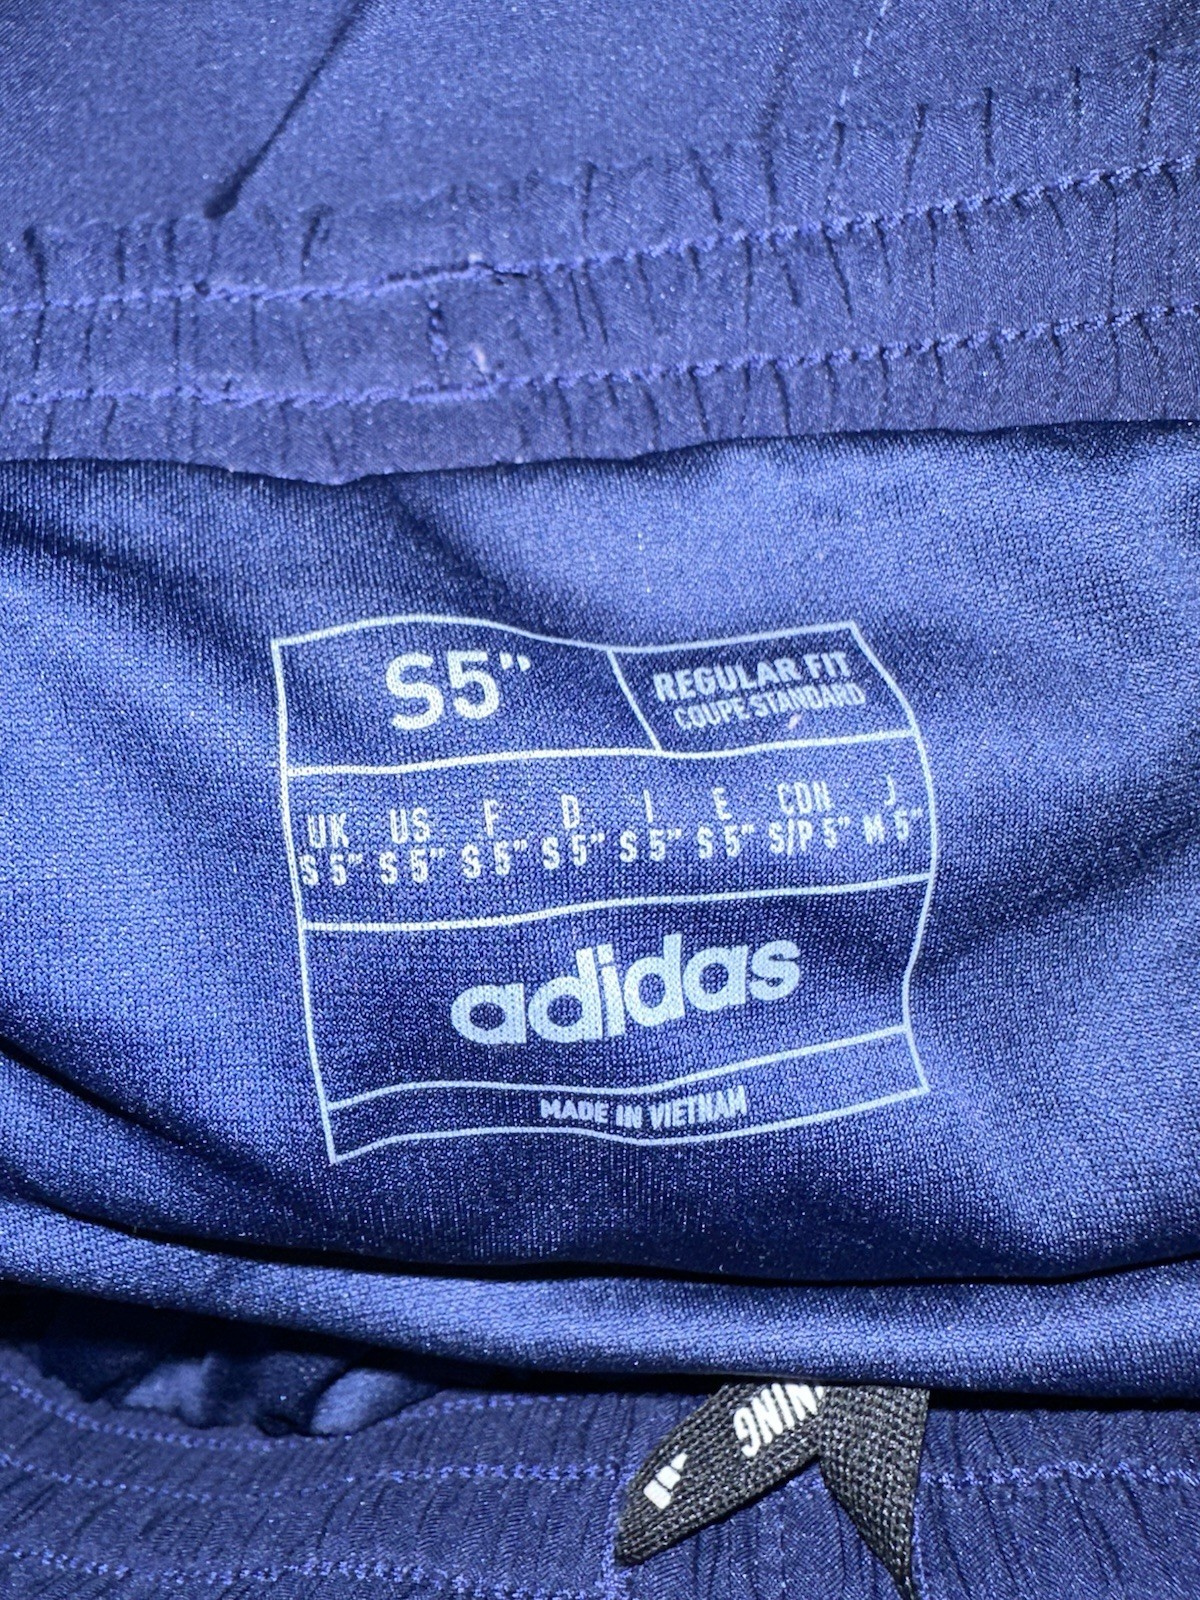 S5"
REGULAR FIT
COUPE STANDARD
UK US F D I E CDN J
S 5" S 5" S 5" S 5" S 5" S 5" S/P 5" M 5"
adidas
MADE IN VIETNAM
NING